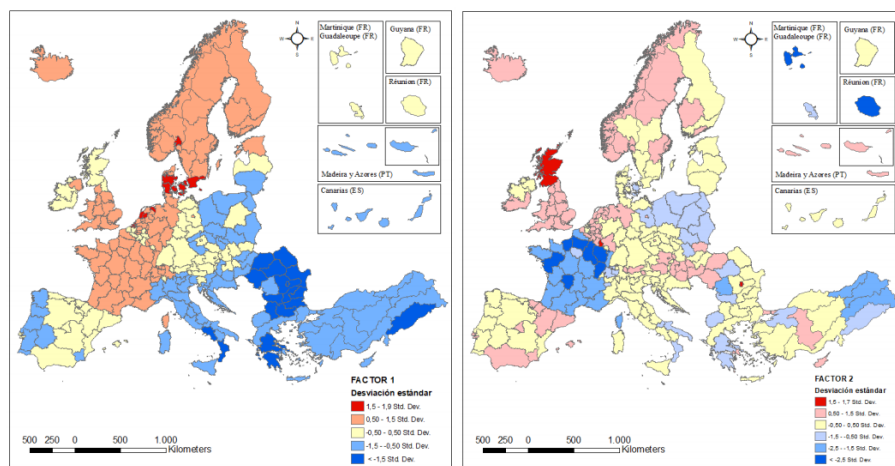 N
W
E
S
Martinique (FR)
Guadaleoupe (FR)
Guyana (FR)
Réunion (FR)
Madeira y Azores (PT)
Canarias (ES)
FACTOR 1
Desviación estándar
1,5 - 1,9 Std. Dev.
0,50 - 1,5 Std. Dev.
-0,50 - 0,50 Std. Dev.
-1,5 - -0,50 Std. Dev.
< -1,5 Std. Dev.
500 250 0 500 1.000
Kilometers
N
W
E
S
Martinique (FR)
Guadaleoupe (FR)
Guyana (FR)
Réunion (FR)
Madeira y Azores (PT)
Canarias (ES)
FACTOR 2
Desviación estándar
1,5 - 1,7 Std. Dev.
0,50 - 1,5 Std. Dev.
-0,50 - 0,50 Std. Dev.
-1,5 - -0,50 Std. Dev.
-2,5 - -1,5 Std. Dev.
< -2,5 Std. Dev.
500 250 0 500 1.000
Kilometers